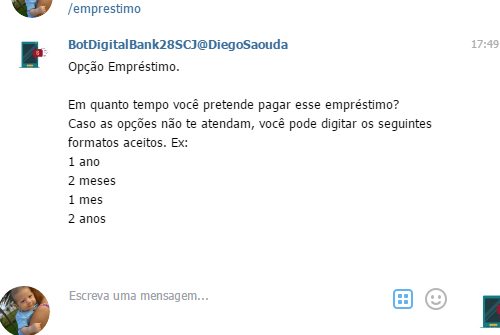 /emprestimo
BotDigitalBank28SCJ@DiegoSaouda 17:49
Opção Empréstimo.
Em quanto tempo você pretende pagar esse empréstimo?
Caso as opções não te atendam, você pode digitar os seguintes
formatos aceitos. Ex:
1 ano
2 meses
1 mes
2 anos
Escreva uma mensagem...